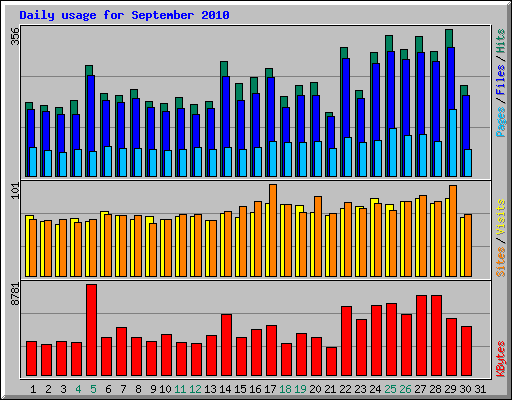 Daily usage for September 2010
356
Pages / Files / Hits
101
Sites / Visits
8781
KBytes
1 2 3 4 5 6 7 8 9 10 11 12 13 14 15 16 17 18 19 20 21 22 23 24 25 26 27 28 29 30 31